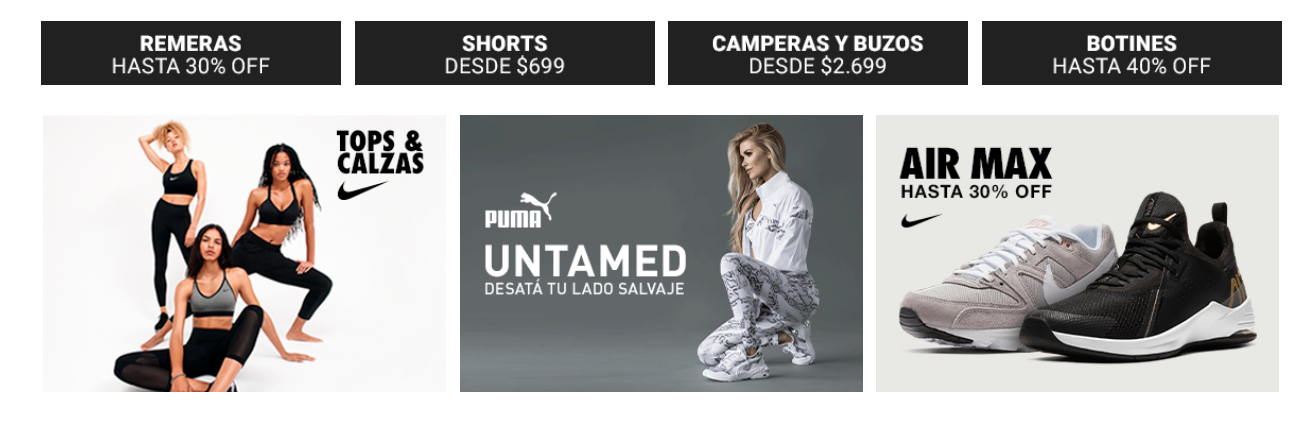 REMERAS
HASTA 30% OFF
SHORTS
DESDE $699
CAMPERAS Y BUZOS
DESDE $2.699
BOTINES
HASTA 40% OFF
TOPS &
CALZAS
PUMA
UNTAMED
DESATÁ TU LADO SALVAJE
AIR MAX
HASTA 30% OFF